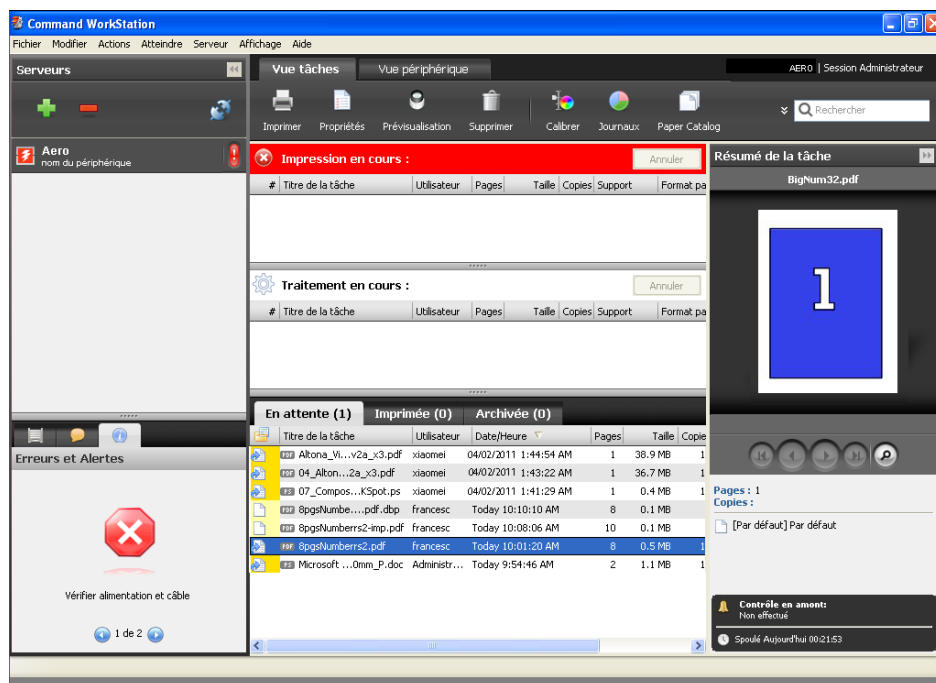 Command WorkStation
Fichier Modifier Actions Atteindre Serveur Affichage Aide
Serveurs
Vue tâches Vue périphérique
AERO | Session Administrateur
Imprimer Propriétés Prévisualisation Supprimer Calibrer Journaux Paper Catalog
Rechercher
Aero
nom du périphérique
Impression en cours : Annuler
# Titre de la tâche Utilisateur Pages Taille Copies Support Format pa
Traitement en cours : Annuler
# Titre de la tâche Utilisateur Pages Taille Copies Support Format pa
En attente (1) Imprimée (0) Archivée (0)
Titre de la tâche Utilisateur Date/Heure Pages Taille Copie
PDF Altona_Vi...v2a_x3.pdf xiaomei 04/02/2011 1:44:54 AM 1 38.9 MB 1
PDF 04_Alton...2a_x3.pdf xiaomei 04/02/2011 1:43:22 AM 1 36.7 MB 1
PS 07_Compos...KSpot.ps xiaomei 04/02/2011 1:41:29 AM 1 0.4 MB 1
PDF 8pgsNumbe....pdf.dbp francesc Today 10:10:10 AM 8 0.1 MB 1
PDF 8pgsNumberrs2-imp.pdf francesc Today 10:08:06 AM 10 0.1 MB 1
PDF 8pgsNumberrs2.pdf francesc Today 10:01:20 AM 8 0.5 MB 1
PS Microsoft ...0mm_P.doc Administr... Today 9:54:46 AM 2 1.1 MB 1
Erreurs et Alertes
Vérifier alimentation et câble
1 de 2
Résumé de la tâche
BigNum32.pdf
1
Pages : 1
Copies :
[Par défaut] Par défaut
Contrôle en amont:
Non effectué
Spoulé Aujourd'hui 00:21:53